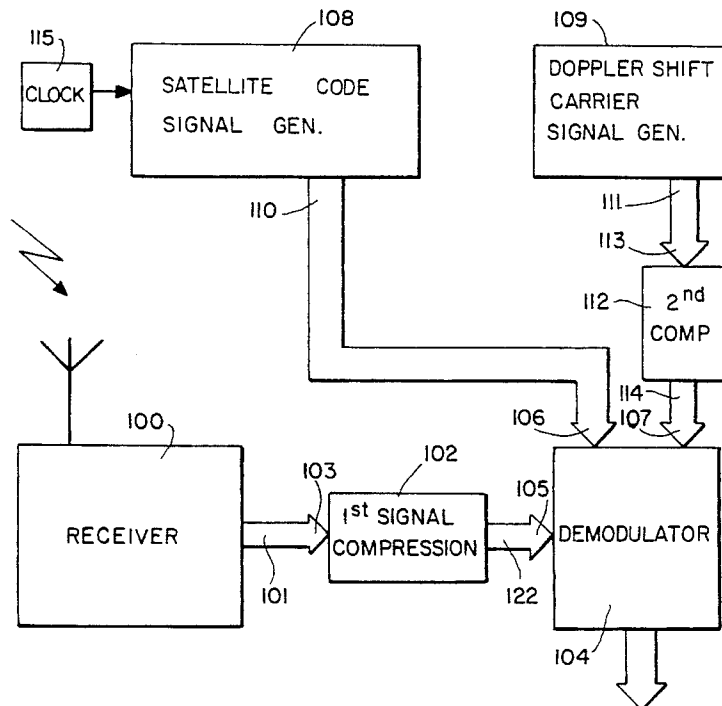 108
109
115
CLOCK
SATELLITE CODE
SIGNAL GEN.
DOPPLER SHIFT
CARRIER
SIGNAL GEN.
110
111
113
112
2nd
COMP
114
106
107
100
RECEIVER
101
103
102
1st SIGNAL
COMPRESSION
105
122
DEMODULATOR
104